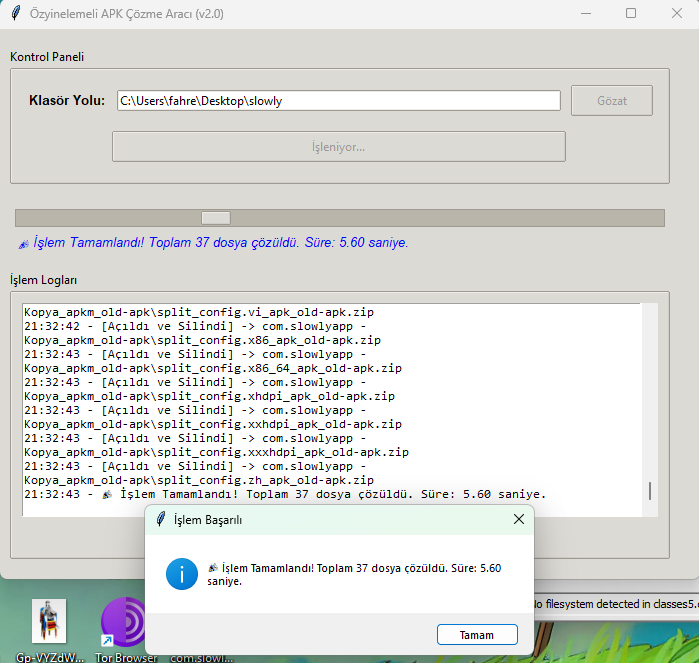 Özyinelemeli APK Çözme Aracı (v2.0)
Kontrol Paneli
Klasör Yolu:
C:\Users\fahre\Desktop\slowly
Gözat
İşleniyor...
🎉 İşlem Tamamlandı! Toplam 37 dosya çözüldü. Süre: 5.60 saniye.
İşlem Logları
Kopya_apkm_old-apk\split_config.vi_apk_old-apk.zip
21:32:42 - [Açıldı ve Silindi] -> com.slowlyapp -
Kopya_apkm_old-apk\split_config.x86_apk_old-apk.zip
21:32:43 - [Açıldı ve Silindi] -> com.slowlyapp -
Kopya_apkm_old-apk\split_config.x86_64_apk_old-apk.zip
21:32:43 - [Açıldı ve Silindi] -> com.slowlyapp -
Kopya_apkm_old-apk\split_config.xhdpi_apk_old-apk.zip
21:32:43 - [Açıldı ve Silindi] -> com.slowlyapp -
Kopya_apkm_old-apk\split_config.xxhdpi_apk_old-apk.zip
21:32:43 - [Açıldı ve Silindi] -> com.slowlyapp -
Kopya_apkm_old-apk\split_config.xxxhdpi_apk_old-apk.zip
21:32:43 - [Açıldı ve Silindi] -> com.slowlyapp -
Kopya_apkm_old-apk\split_config.zh_apk_old-apk.zip
21:32:43 - 🎉 İşlem Tamamlandı! Toplam 37 dosya çözüldü. Süre: 5.60 saniye.
İşlem Başarılı
🎉 İşlem Tamamlandı! Toplam 37 dosya çözüldü. Süre: 5.60
saniye.
Tamam
No filesystem detected in classes5.
Gp-VYZdW...
Tor Browser
com.slowl...